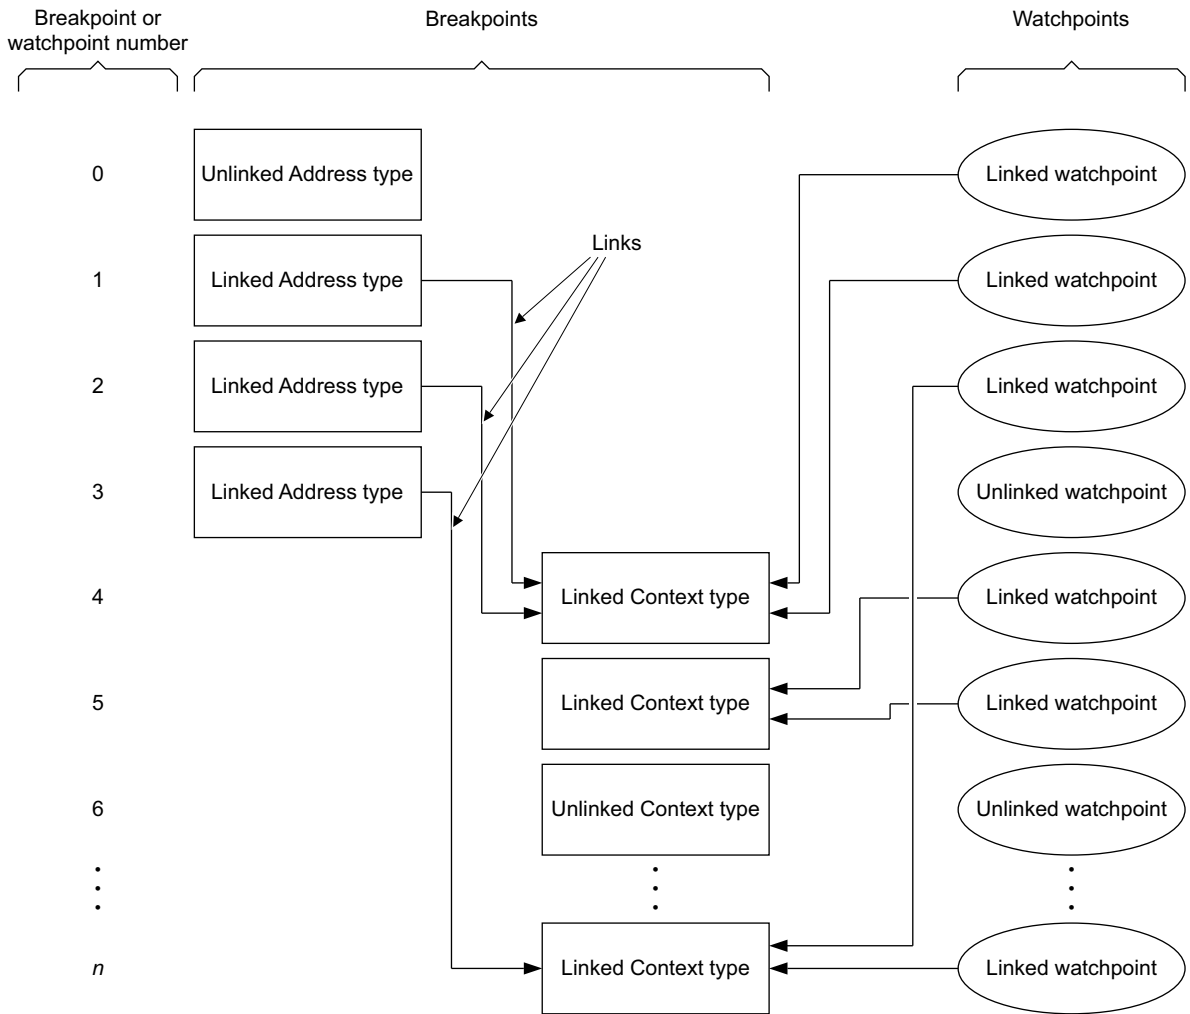 Breakpoint or
watchpoint number
Breakpoints
Watchpoints
0
Unlinked Address type
Linked watchpoint
Links
1
Linked Address type
Linked watchpoint
2
Linked Address type
Linked watchpoint
3
Linked Address type
Unlinked watchpoint
4
Linked Context type
Linked watchpoint
5
Linked Context type
Linked watchpoint
6
Unlinked Context type
Unlinked watchpoint
n
Linked Context type
Linked watchpoint